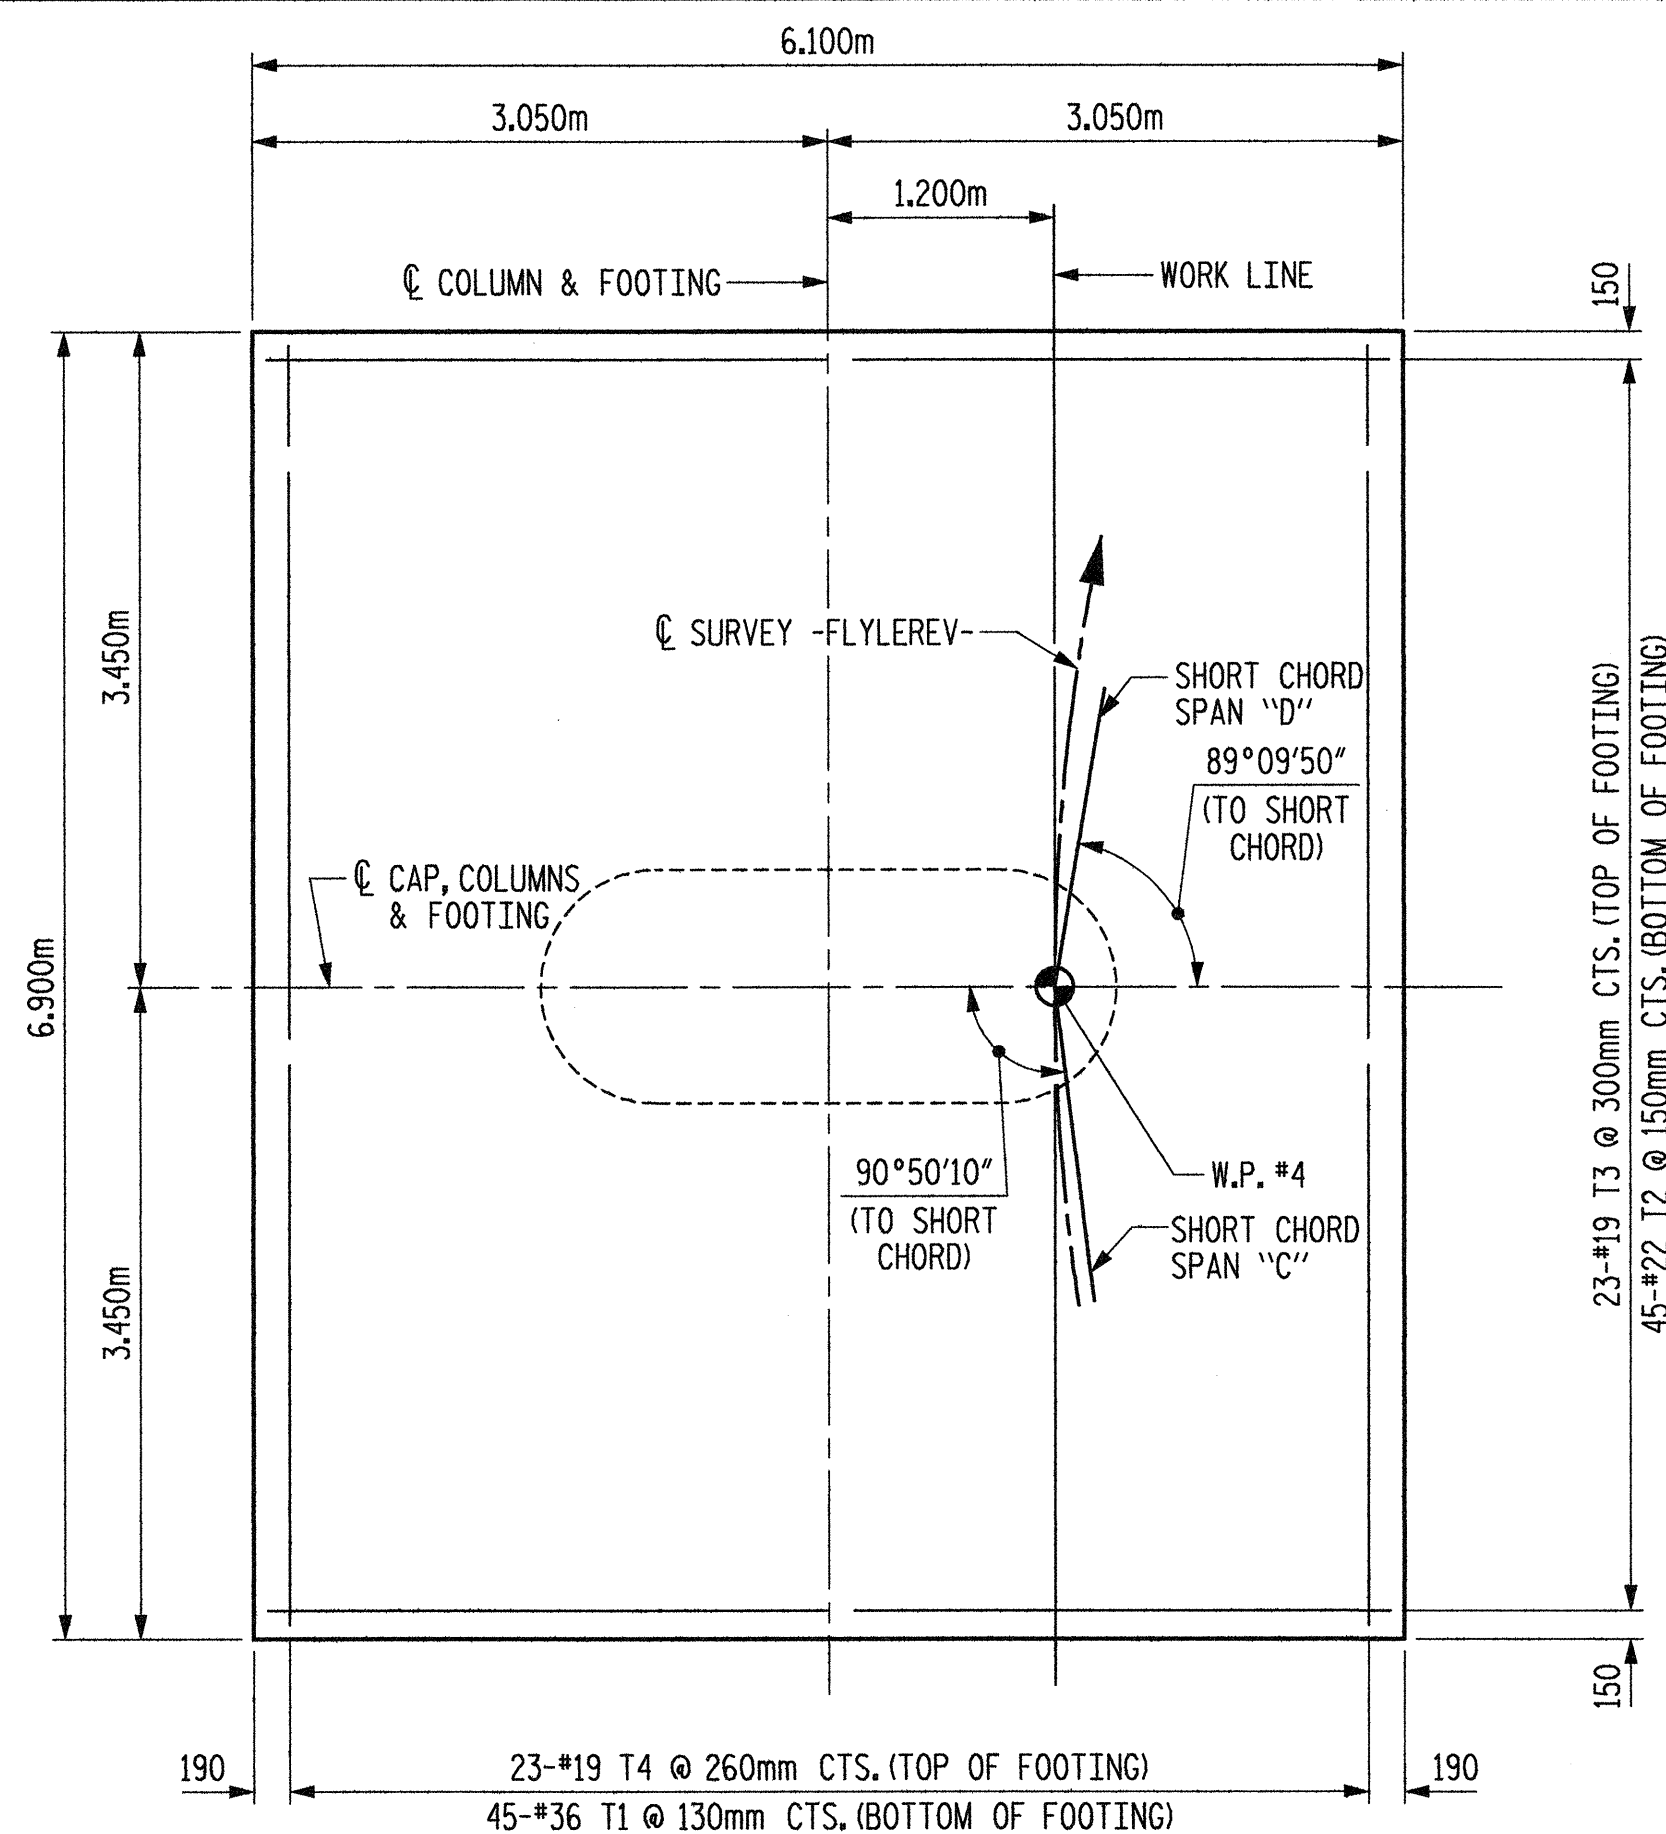 6.100m
3.050m
3.050m
1.200m
℄ COLUMN & FOOTING
WORK LINE
150
3.450m
℄ SURVEY -FLYLEREV-
SHORT CHORD
SPAN "D"
89°09'50"
(TO SHORT
CHORD)
℄ CAP, COLUMNS
& FOOTING
6.900m
23-#19 T3 @ 300mm CTS. (TOP OF FOOTING)
45-#22 T2 @ 150mm CTS. (BOTTOM OF FOOTING)
90°50'10"
(TO SHORT
CHORD)
W.P. #4
SHORT CHORD
SPAN "C"
3.450m
150
190
23-#19 T4 @ 260mm CTS. (TOP OF FOOTING)
190
45-#36 T1 @ 130mm CTS. (BOTTOM OF FOOTING)